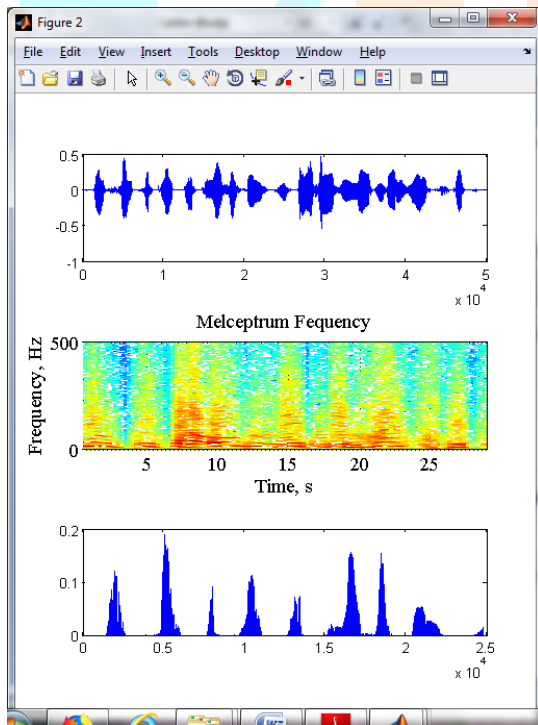 Figure 2
File Edit View Insert Tools Desktop Window Help
0.5
0
-0.5
-1
0 1 2 3 4 5
x 10^4
Melceptrum Fequency
500
Frequency, Hz
0
5 10 15 20 25
Time, s
0.2
0.1
0
0 0.5 1 1.5 2 2.5
x 10^4